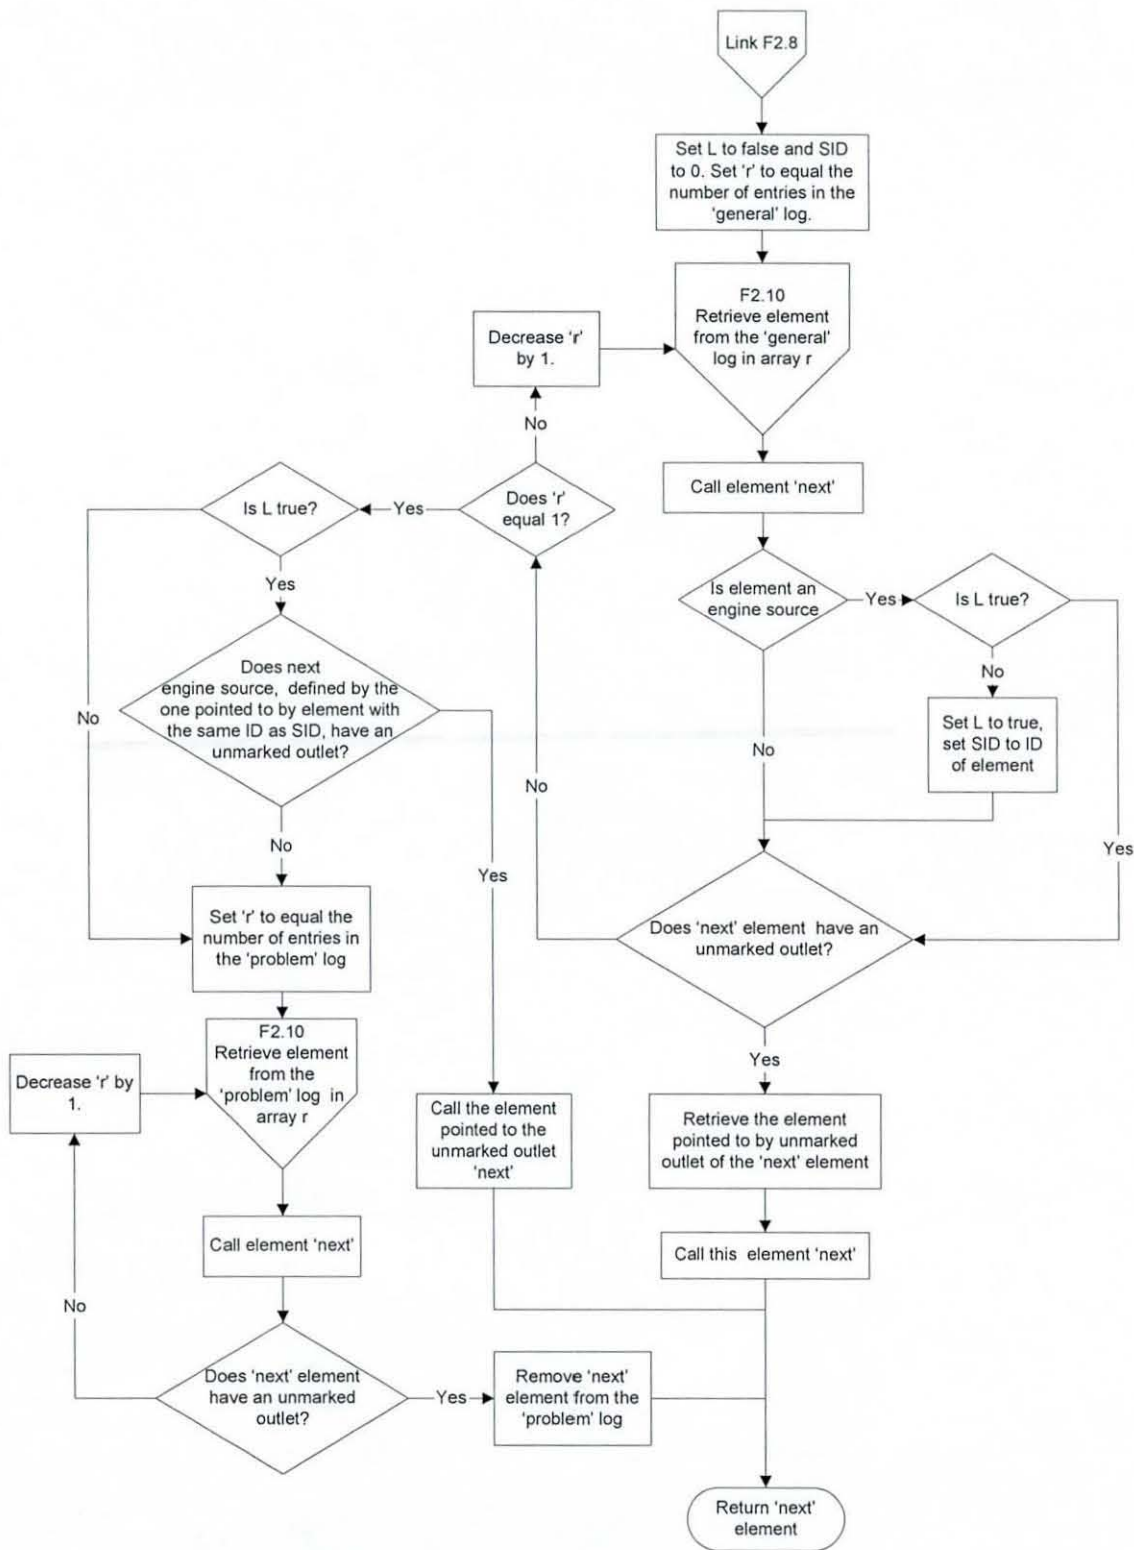 Link F2.8
Set L to false and SID
to 0. Set 'r' to equal the
number of entries in the
'general' log.
F2.10
Retrieve element
from the 'general'
log in array r
Decrease 'r'
by 1.
No
Call element 'next'
Does 'r'
equal 1?
Yes
Is L true?
Is element an
engine source
Yes
Is L true?
Yes
No
Does next
engine source, defined by the
one pointed to by element with
the same ID as SID, have an
unmarked outlet?
No
Set L to true,
set SID to ID
of element
No
No
No
Yes
No
Yes
Set 'r' to equal the
number of entries in
the 'problem' log
Does 'next' element have an
unmarked outlet?
F2.10
Retrieve element
from the
'problem' log in
array r
Decrease 'r' by
1.
Yes
Call the element
pointed to the
unmarked outlet
'next'
Retrieve the element
pointed to by unmarked
outlet of the 'next' element
Call element 'next'
Call this element 'next'
No
Does 'next' element
have an unmarked
outlet?
Yes
Remove 'next'
element from the
'problem' log
Return 'next'
element